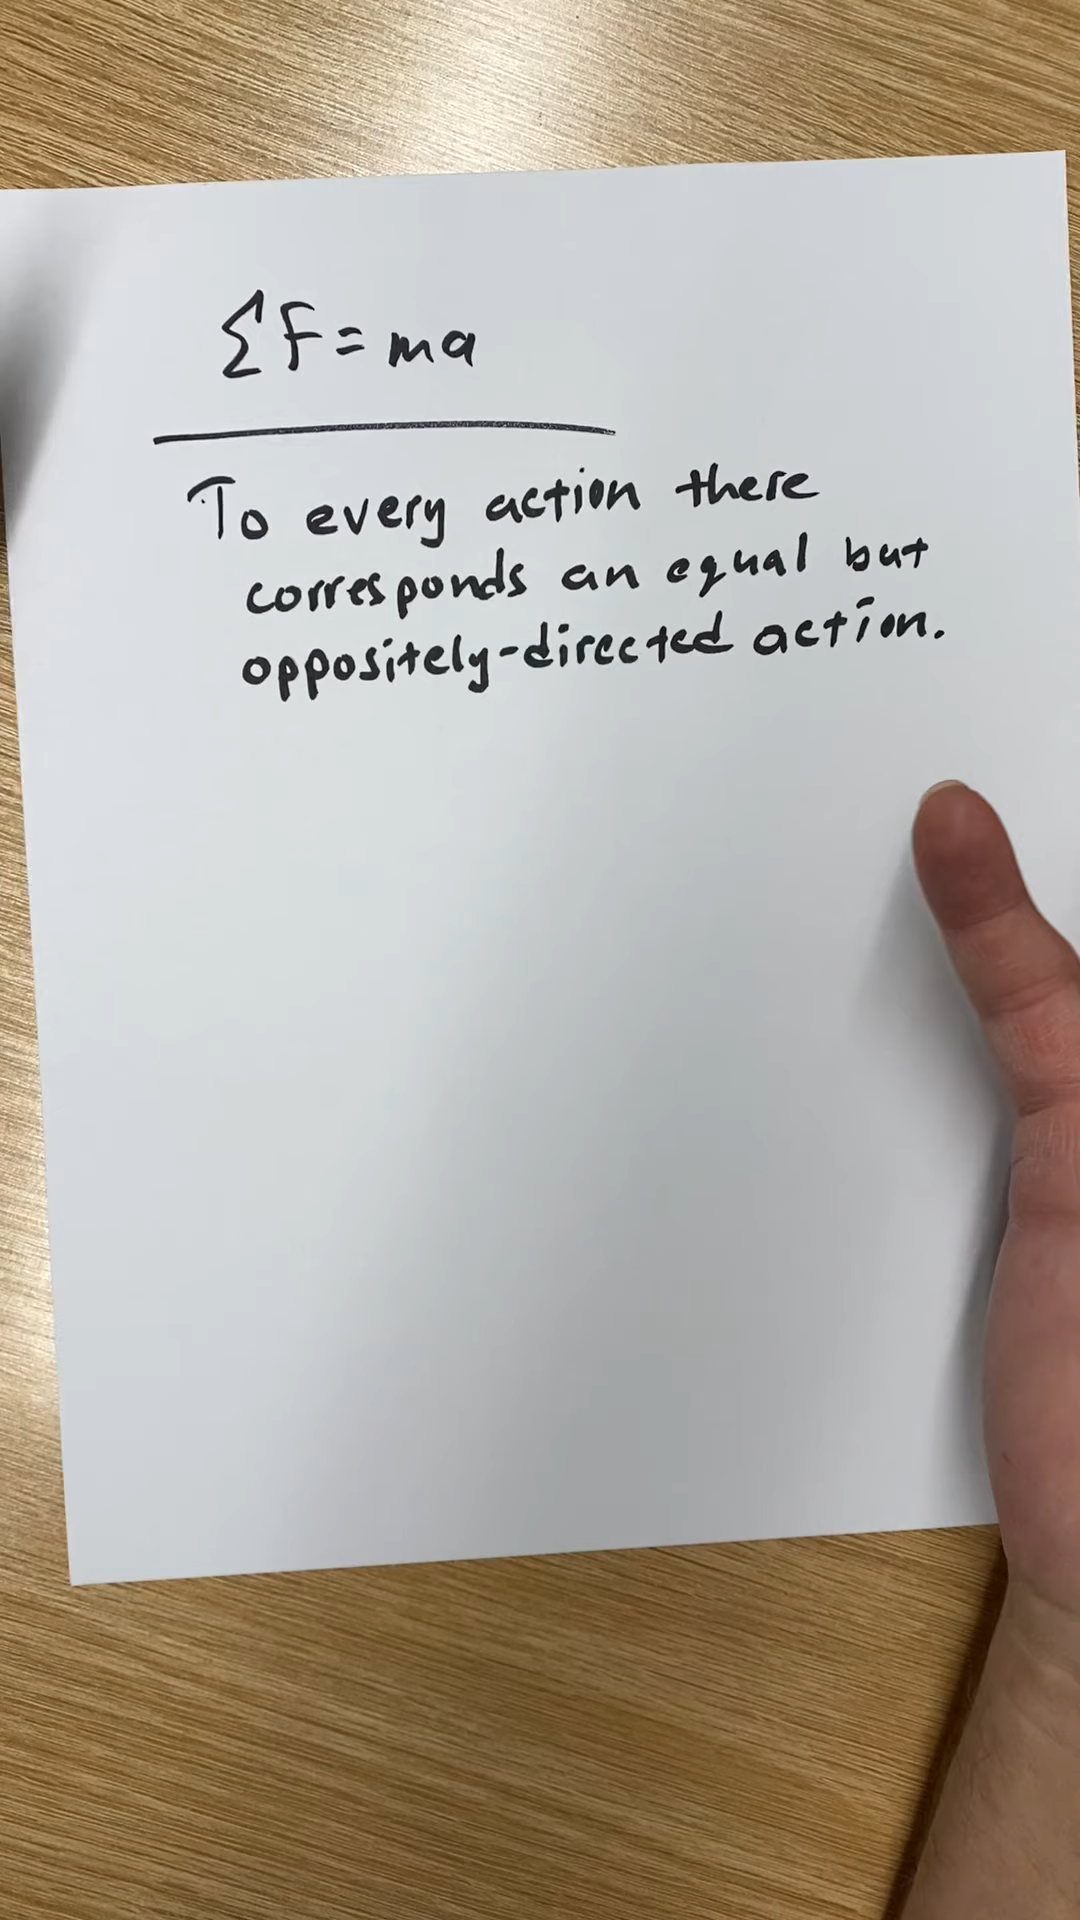 ΣF = ma
To every action there
corresponds an equal but
oppositely-directed action.